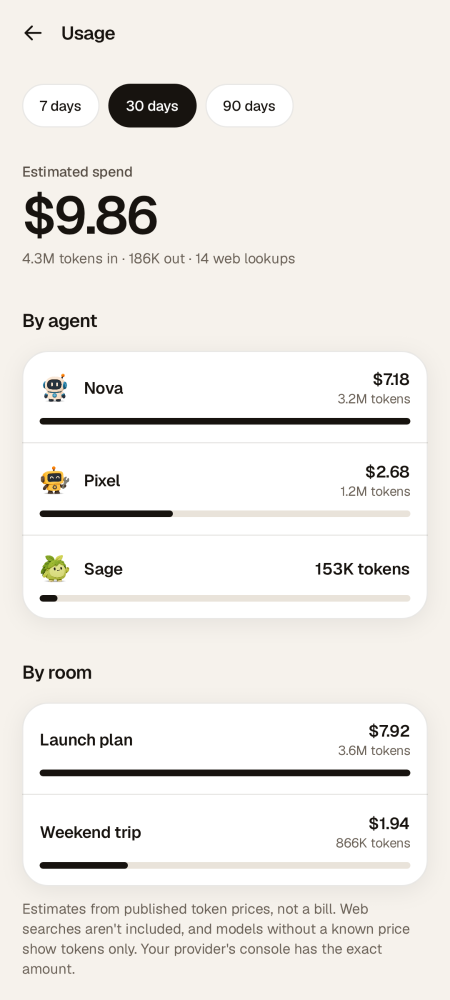 Usage
7 days
30 days
90 days
Estimated spend
$9.86
4.3M tokens in · 186K out · 14 web lookups
By agent
Nova
$7.18
3.2M tokens
Pixel
$2.68
1.2M tokens
Sage
153K tokens
By room
Launch plan
$7.92
3.6M tokens
Weekend trip
$1.94
866K tokens
Estimates from published token prices, not a bill. Web
searches aren't included, and models without a known price
show tokens only. Your provider's console has the exact
amount.